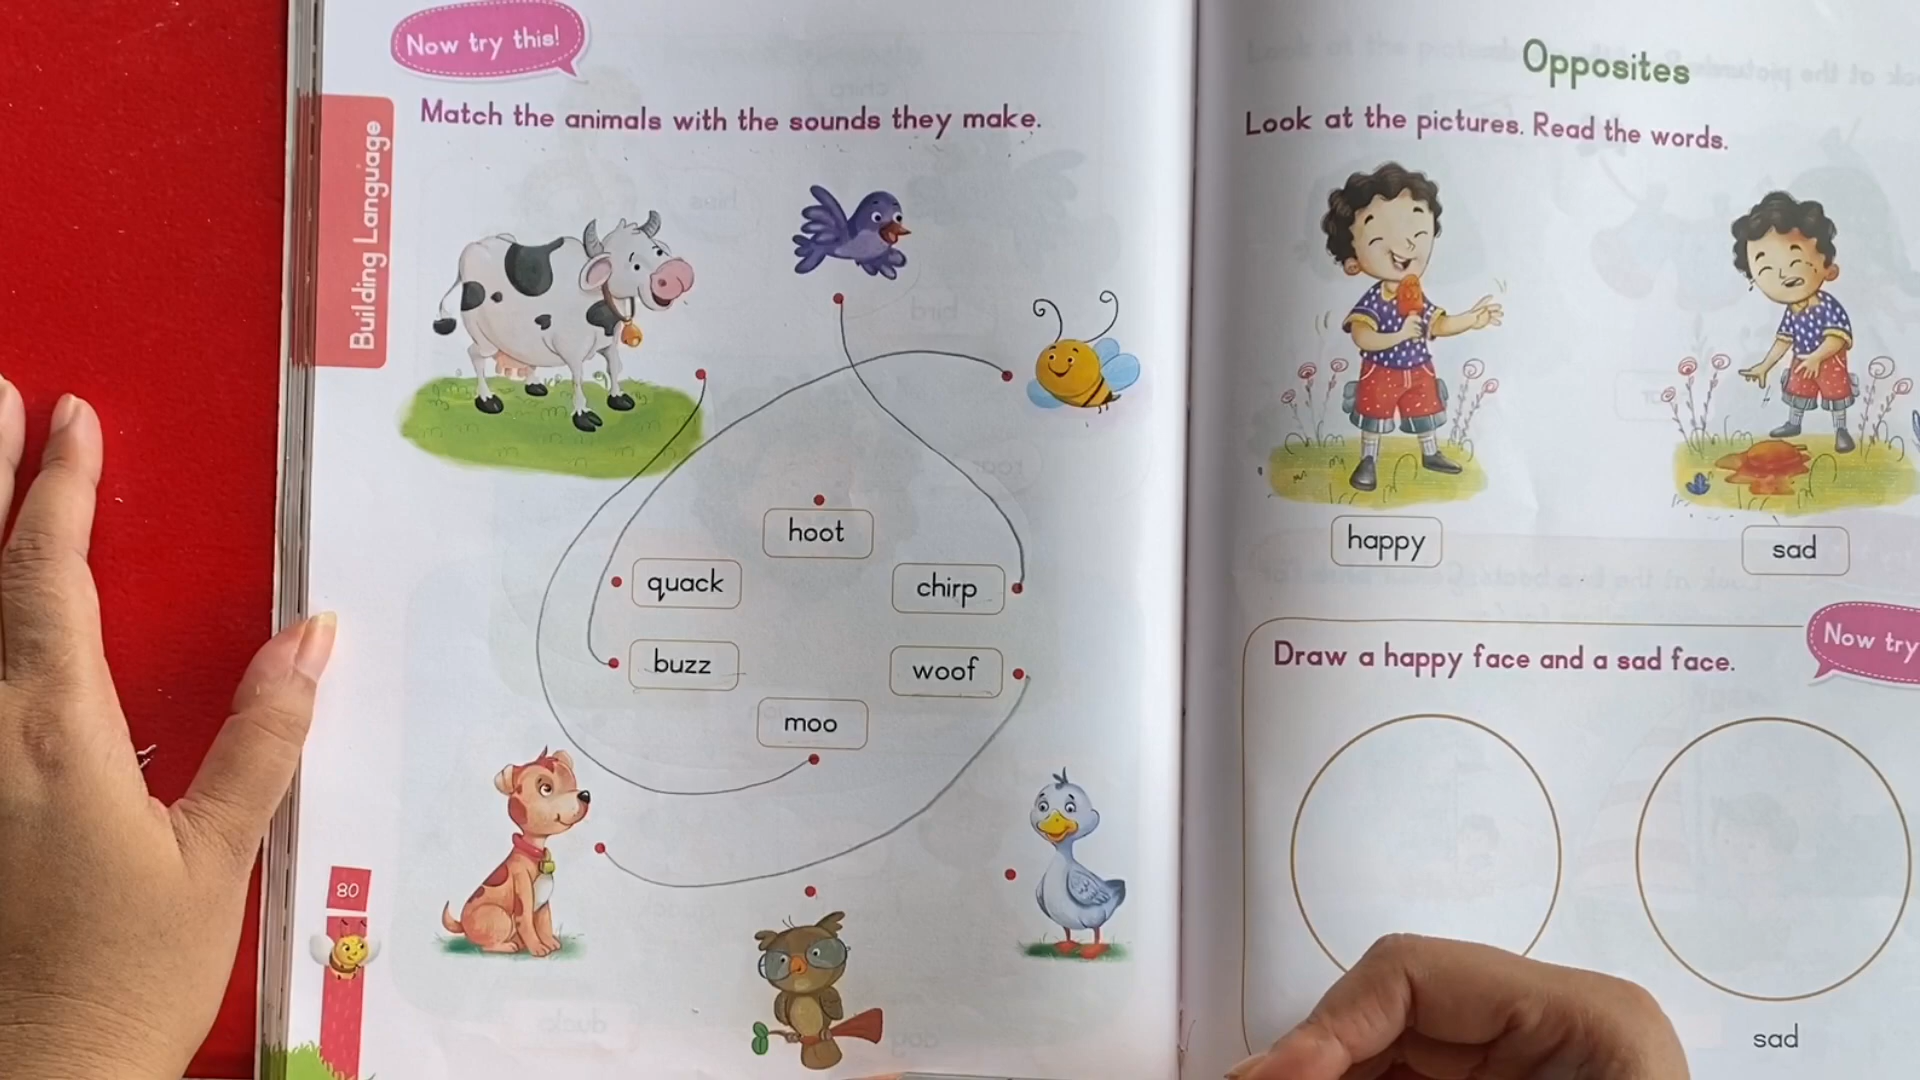 Now try this!
Building Language
Match the animals with the sounds they make.
hoot
quack
chirp
buzz
woof
moo
80
Opposites
Look at the pictures. Read the words.
happy
sad
Now try
Draw a happy face and a sad face.
sad